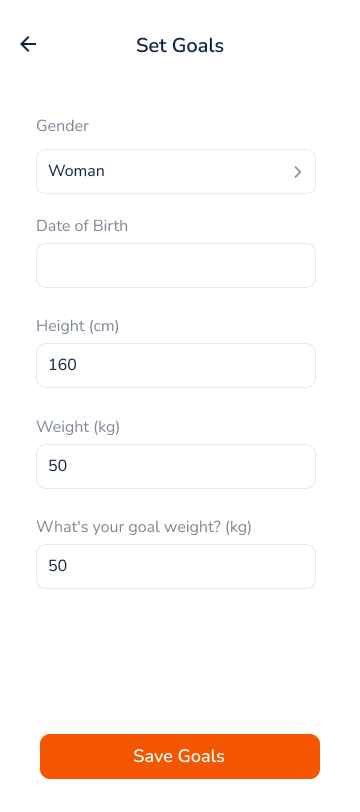 Set Goals
Gender
Woman
Date of Birth
Height (cm)
160
Weight (kg)
50
What's your goal weight? (kg)
50
Save Goals